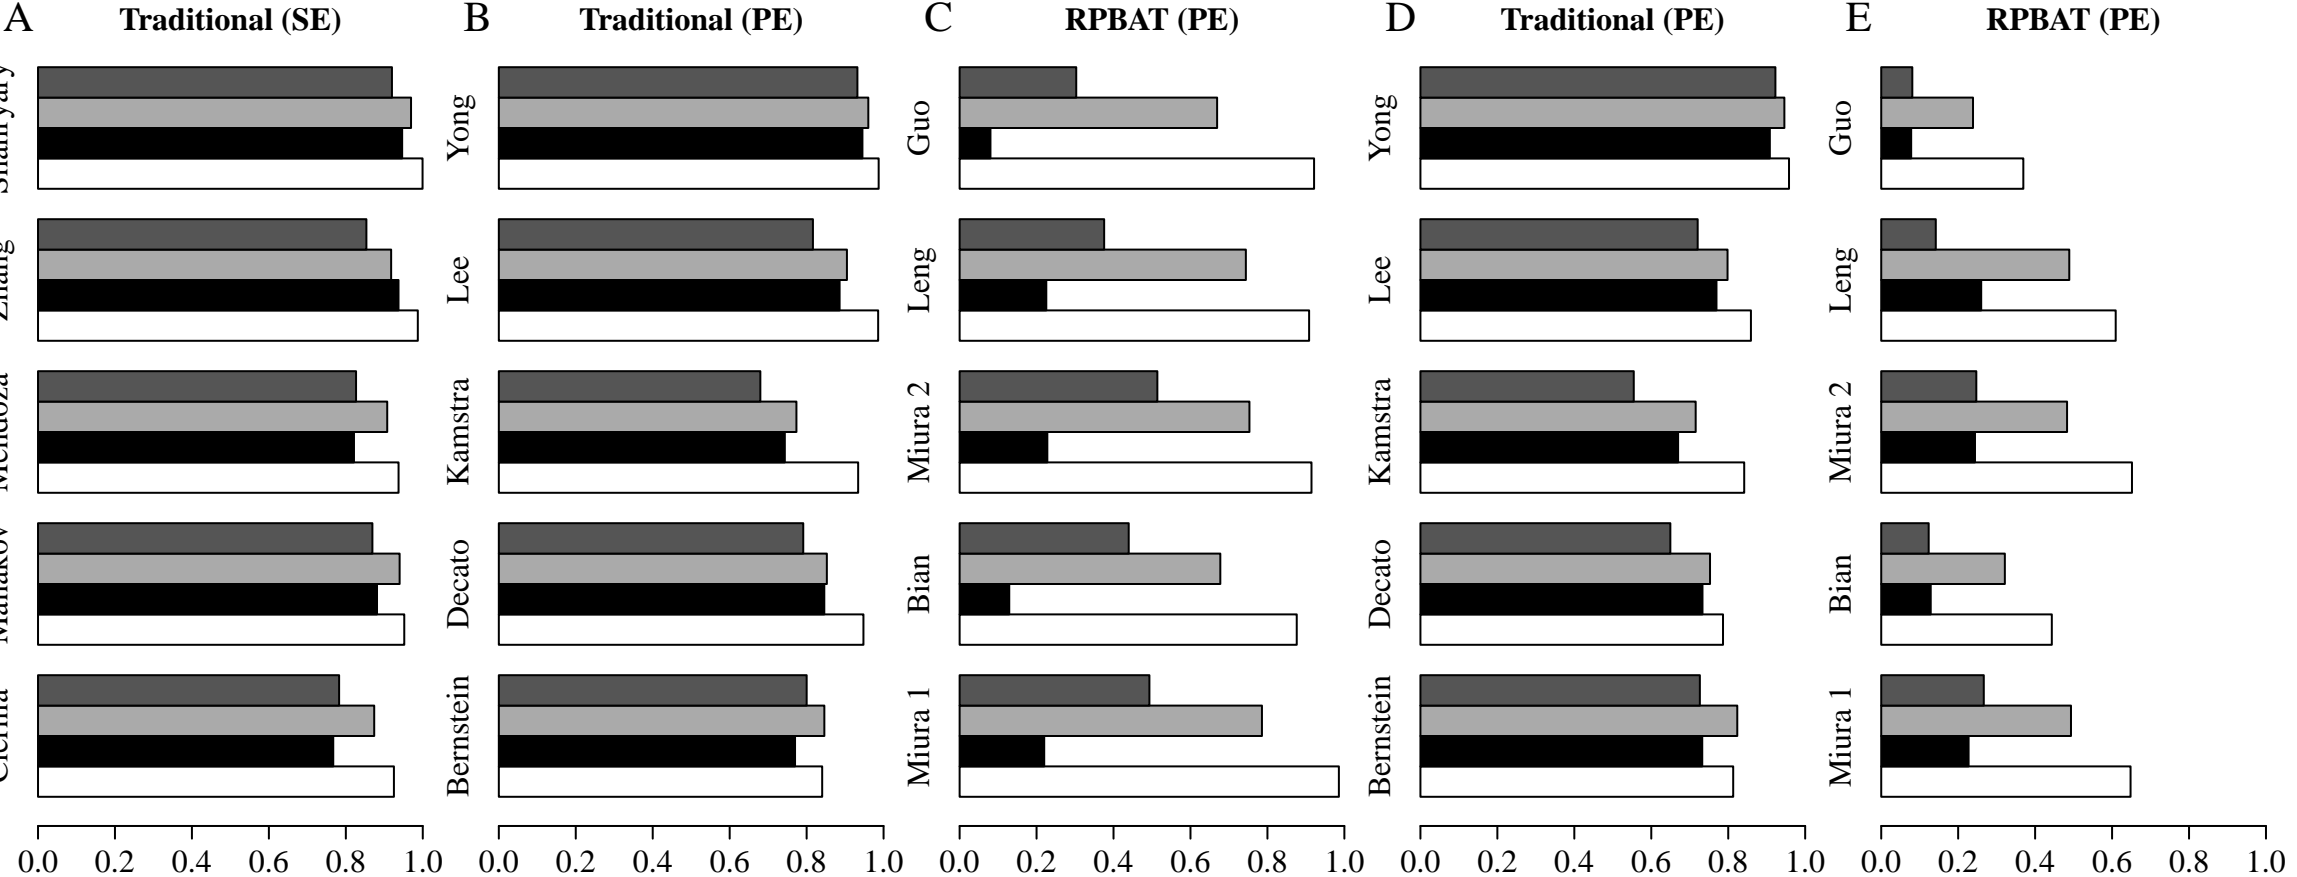 A Traditional (SE)
Zhang
Mendoza
Manakov
0.0 0.2 0.4 0.6 0.8 1.0
B Traditional (PE)
Yong
Lee
Kamstra
Decato
Bernstein
0.0 0.2 0.4 0.6 0.8 1.0
C RPBAT (PE)
Guo
Leng
Miura 2
Bian
Miura 1
0.0 0.2 0.4 0.6 0.8 1.0
D Traditional (PE)
Yong
Lee
Kamstra
Decato
Bernstein
0.0 0.2 0.4 0.6 0.8 1.0
E RPBAT (PE)
Guo
Leng
Miura 2
Bian
Miura 1
0.0 0.2 0.4 0.6 0.8 1.0